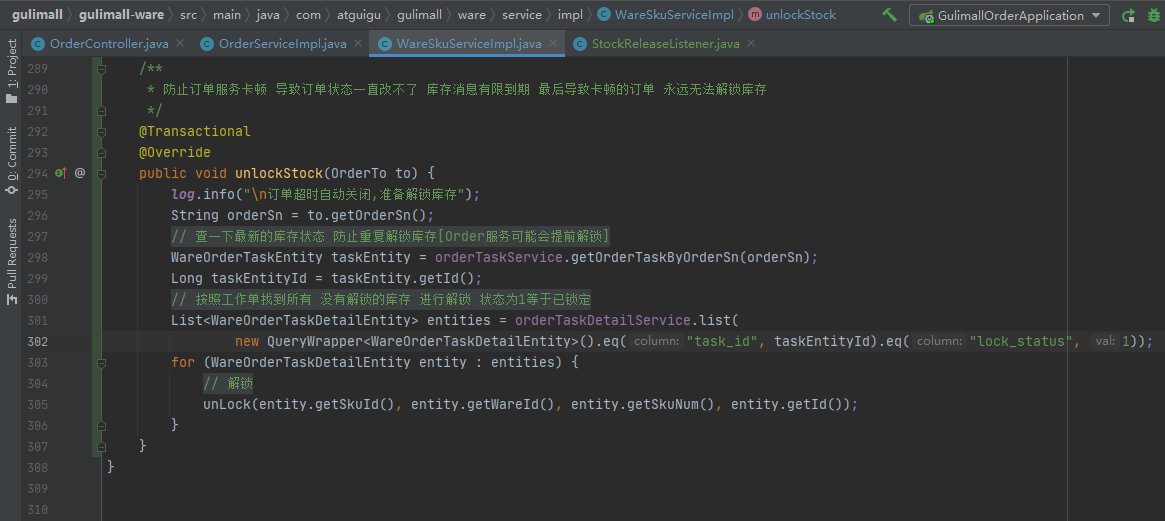 gulimall › gulimall-ware › src › main › java › com › atguigu › gulimall › ware › service › impl › WareSkuServiceImpl › unlockStock GulimallOrderApplication
OrderController.java OrderServiceImpl.java WareSkuServiceImpl.java StockReleaseListener.java
1: Project
0: Commit
Pull Requests
289 /**
290 * 防止订单服务卡顿 导致订单状态一直改不了 库存消息有限到期 最后导致卡顿的订单 永远无法解锁库存
291 */
292 @Transactional
293 @Override
294 @ public void unlockStock(OrderTo to) {
295 log.info("\n订单超时自动关闭,准备解锁库存");
296 String orderSn = to.getOrderSn();
297 // 查一下最新的库存状态 防止重复解锁库存[Order服务可能会提前解锁]
298 WareOrderTaskEntity taskEntity = orderTaskService.getOrderTaskByOrderSn(orderSn);
299 Long taskEntityId = taskEntity.getId();
300 // 按照工作单找到所有 没有解锁的库存 进行解锁 状态为1等于已锁定
301 List<WareOrderTaskDetailEntity> entities = orderTaskDetailService.list(
302 new QueryWrapper<WareOrderTaskDetailEntity>().eq( column: "task_id", taskEntityId).eq( column: "lock_status", val: 1));
303 for (WareOrderTaskDetailEntity entity : entities) {
304 // 解锁
305 unLock(entity.getSkuId(), entity.getWareId(), entity.getSkuNum(), entity.getId());
306 }
307 }
308 }
309
310